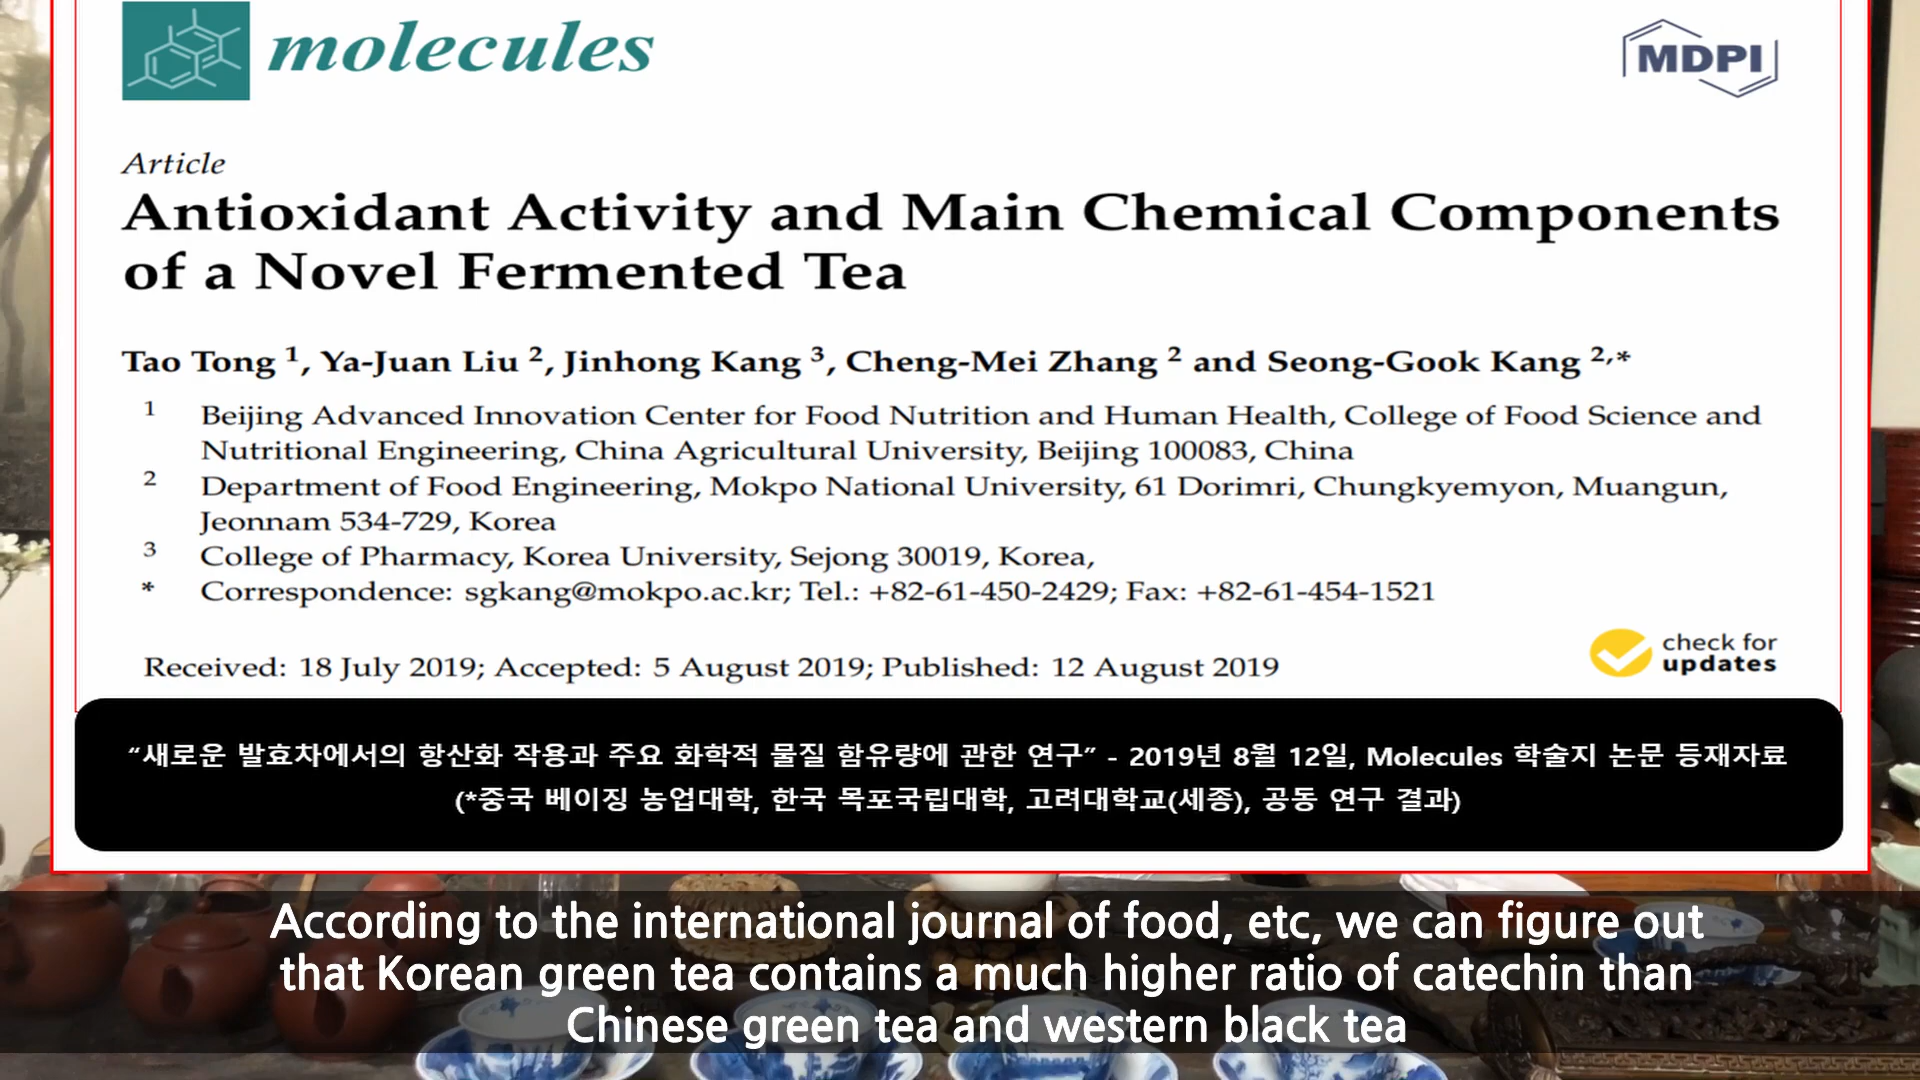 molecules
MDPI
Article
Antioxidant Activity and Main Chemical Components
of a Novel Fermented Tea
Tao Tong 1, Ya-Juan Liu 2, Jinhong Kang 3, Cheng-Mei Zhang 2 and Seong-Gook Kang 2,*
1 Beijing Advanced Innovation Center for Food Nutrition and Human Health, College of Food Science and
Nutritional Engineering, China Agricultural University, Beijing 100083, China
2 Department of Food Engineering, Mokpo National University, 61 Dorimri, Chungkyemyon, Muangun,
Jeonnam 534-729, Korea
3 College of Pharmacy, Korea University, Sejong 30019, Korea,
* Correspondence: sgkang@mokpo.ac.kr; Tel.: +82-61-450-2429; Fax: +82-61-454-1521
check for
updates
Received: 18 July 2019; Accepted: 5 August 2019; Published: 12 August 2019
“새로운 발효차에서의 항산화 작용과 주요 화학적 물질 함유량에 관한 연구” - 2019년 8월 12일, Molecules 학술지 논문 등재자료
(*중국 베이징 농업대학, 한국 목포국립대학, 고려대학교(세종), 공동 연구 결과)
According to the international journal of food, etc, we can figure out
that Korean green tea contains a much higher ratio of catechin than
Chinese green tea and western black tea